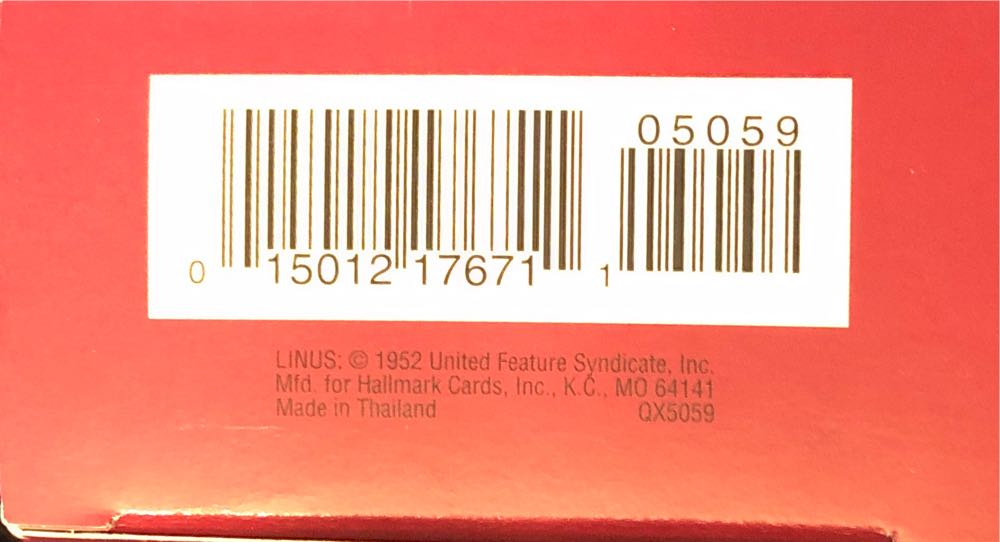 05059
0 15012 17671 1
LINUS: © 1952 United Feature Syndicate, Inc.
Mfd. for Hallmark Cards, Inc., K.C., MO 64141
Made in Thailand QX5059